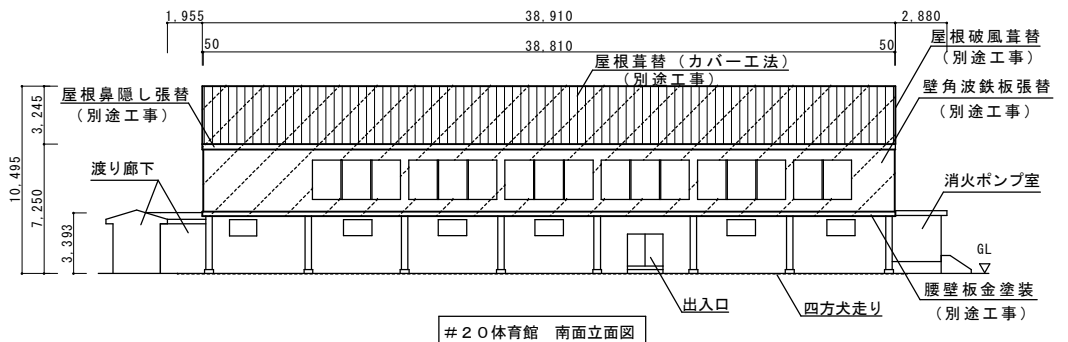 1,955
38,910
2,880
50
38,810
50
屋根破風葺替
(別途工事)
屋根葺替(カバー工法)
(別途工事)
屋根鼻隠し張替
(別途工事)
壁角波鉄板張替
(別途工事)
3,245
10,495
7,250
3,393
渡り廊下
消火ポンプ室
GL
出入口
四方犬走り
腰壁板金塗装
(別途工事)
#20体育館 南面立面図